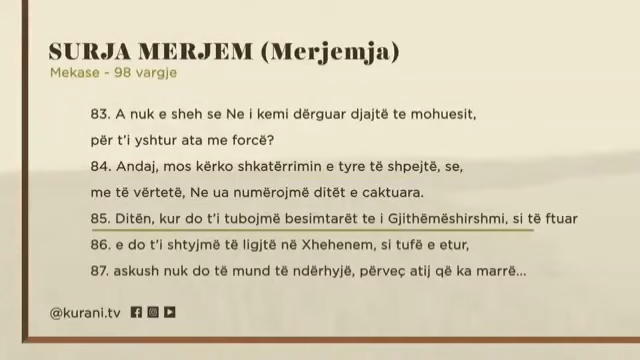 SURJA MERJEM (Merjemja)
Mekase - 98 vargje
83. A nuk e sheh se Ne i kemi dërguar djajtë te mohuesit,
për t'i yshtur ata me forcë?
84. Andaj, mos kërko shkatërrimin e tyre të shpejtë, se,
me të vërtetë, Ne ua numërojmë ditët e caktuara.
85. Ditën, kur do t'i tubojmë besimtarët te i Gjithëmëshirshmi, si të ftuar
86. e do t'i shtyjmë të ligjtë në Xhehenem, si tufë e etur,
87. askush nuk do të mund të ndërhyjë, përveç atij që ka marrë...
@kurani.tv